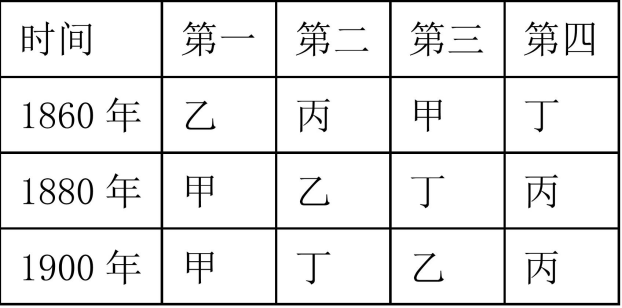 时间 第一 第二 第三 第四
1860年 乙 丙 甲 丁
1880年 甲 乙 丁 丙
1900年 甲 丁 乙 丙